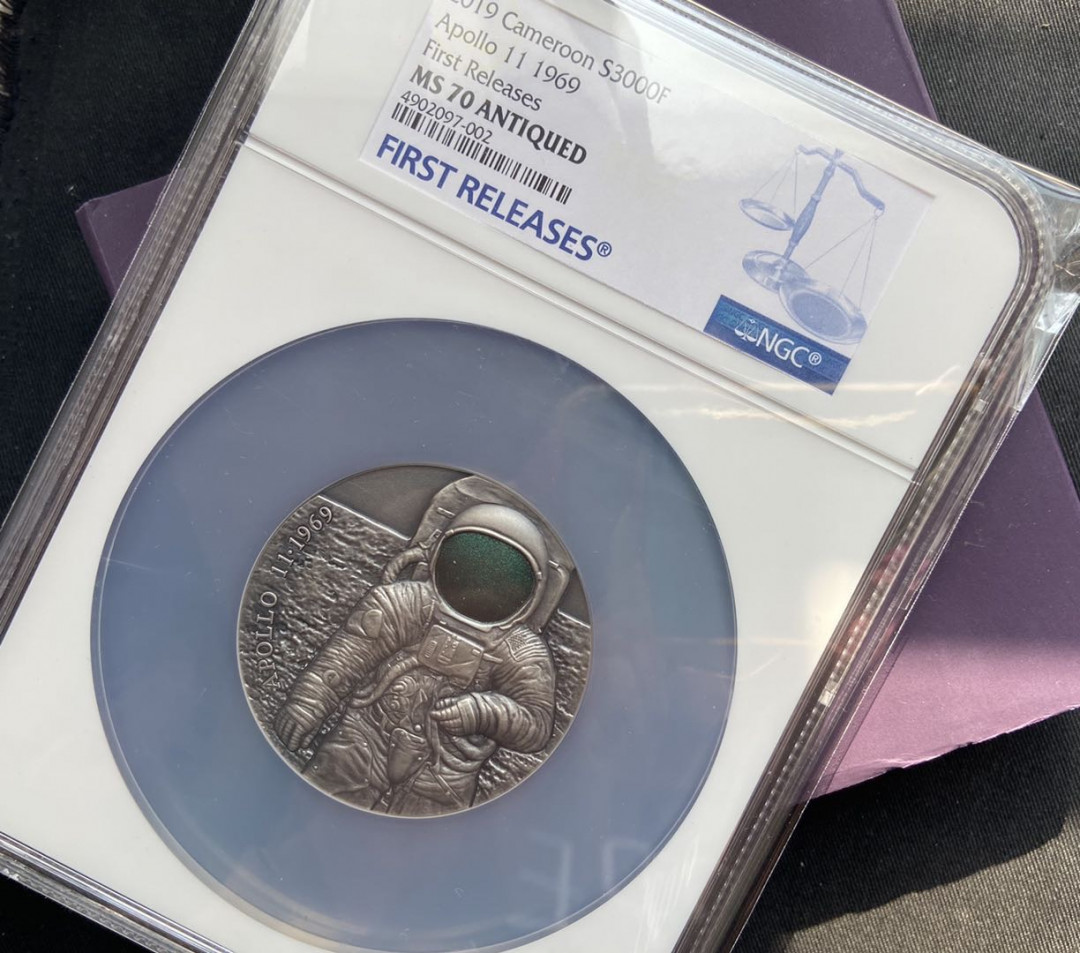 2019 Cameroon S3000F
Apollo 11 1969
First Releases
MS 70 ANTIQUED
4902097-002
FIRST RELEASES®
NGC®
APOLLO 11·1969